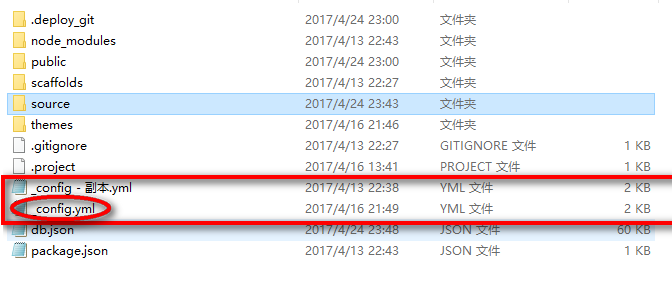 .deploy_git 2017/4/24 23:00 文件夹
node_modules 2017/4/13 22:43 文件夹
public 2017/4/24 23:00 文件夹
scaffolds 2017/4/13 22:27 文件夹
source 2017/4/24 23:43 文件夹
themes 2017/4/16 21:49 文件夹
.gitignore 2017/4/13 22:27 GITIGNORE 文件 1 KB
.project 2017/4/16 13:41 PROJECT 文件 1 KB
_config - 副本.yml 2017/4/13 22:38 YML 文件 2 KB
_config.yml 2017/4/16 21:49 YML 文件 2 KB
db.json 2017/4/24 23:48 JSON 文件 60 KB
package.json 2017/4/13 22:43 JSON 文件 1 KB